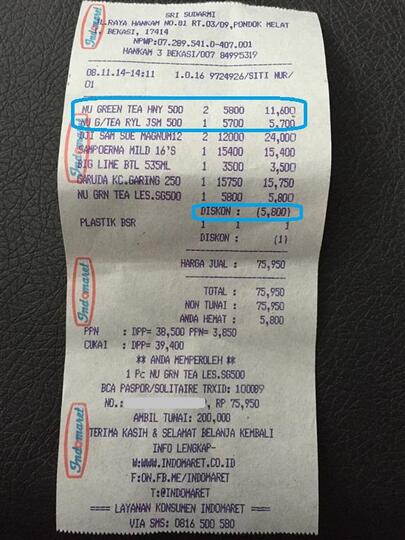 SRI SUDARMI
JL.RAYA HANKAM NO.81 RT.03/09,PONDOK MELAT
I, BEKASI, 17414
NPWP:07.289.541.0-407.001
HANKAM 3 BEKASI/007 84995319
08.11.14-14:11 1.0.16 9724926/SITI NUR/
01
NU GREEN TEA HNY 500 2 5800 11,600
NU G/TEA RYL JSM 500 1 5700 5,700
DJI SAM SUE MAGNUM12 2 12000 24,000
SAMPOERNA MILD 16'S 1 15400 15,400
BIG LIME BTL 535ML 1 3500 3,500
GARUDA KC.GARING 250 1 15750 15,750
NU GRN TEA LES.SG500 1 5800 5,800
DISKON : (5,800)
PLASTIK BSR 1 1 1
DISKON : (1)
HARGA JUAL : 75,950
TOTAL : 75,950
NON TUNAI : 75,950
ANDA HEMAT : 5,800
PPN : DPP= 38,500 PPN= 3,850
CUKAI : DPP= 39,400
** ANDA MEMPEROLEH **
1 Pc NU GRN TEA LES.SG500
BCA PASPOR/SOLITAIRE TRXID: 100089
NO.: , RP 75,950
AMBIL TUNAI: 200,000
TERIMA KASIH & SELAMAT BELANJA KEMBALI
INFO LENGKAP-
W:WWW.INDOMARET.CO.ID
F:ON.FB.ME/INDOMARET
T:@INDOMARET
==== LAYANAN KONSUMEN INDOMARET ====
VIA SMS: 0816 500 580
Indomaret
Indomaret
Indomaret
Indomaret